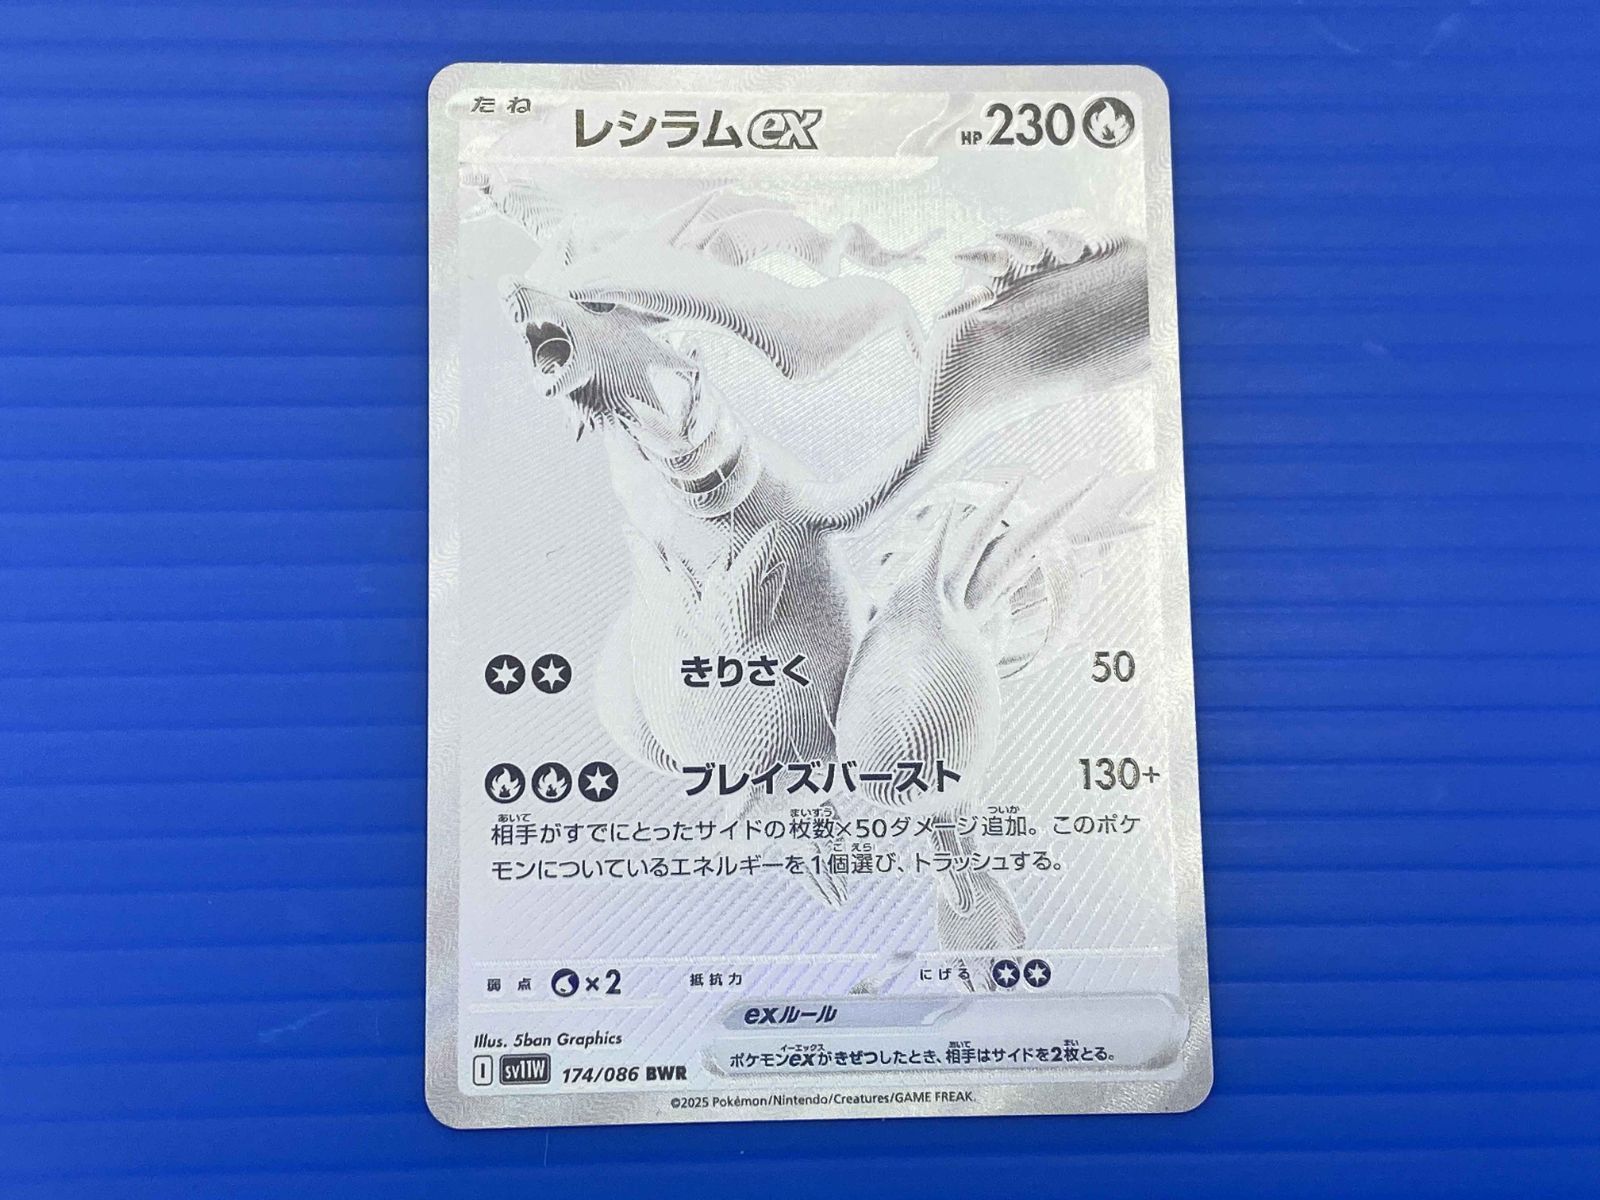 たね レシラムex HP230
きりさく 50
ブレイズバースト 130+
相手がすでにとったサイドの枚数×50ダメージ追加。このポケ
モンについているエネルギーを1個選び、トラッシュする。
弱点 ×2 抵抗力 にげる
exルール
ポケモンexがきぜつしたとき、相手はサイドを2枚とる。
Illus. 5ban Graphics
I sv11W 174/086 BWR
©2025 Pokémon/Nintendo/Creatures/GAME FREAK.